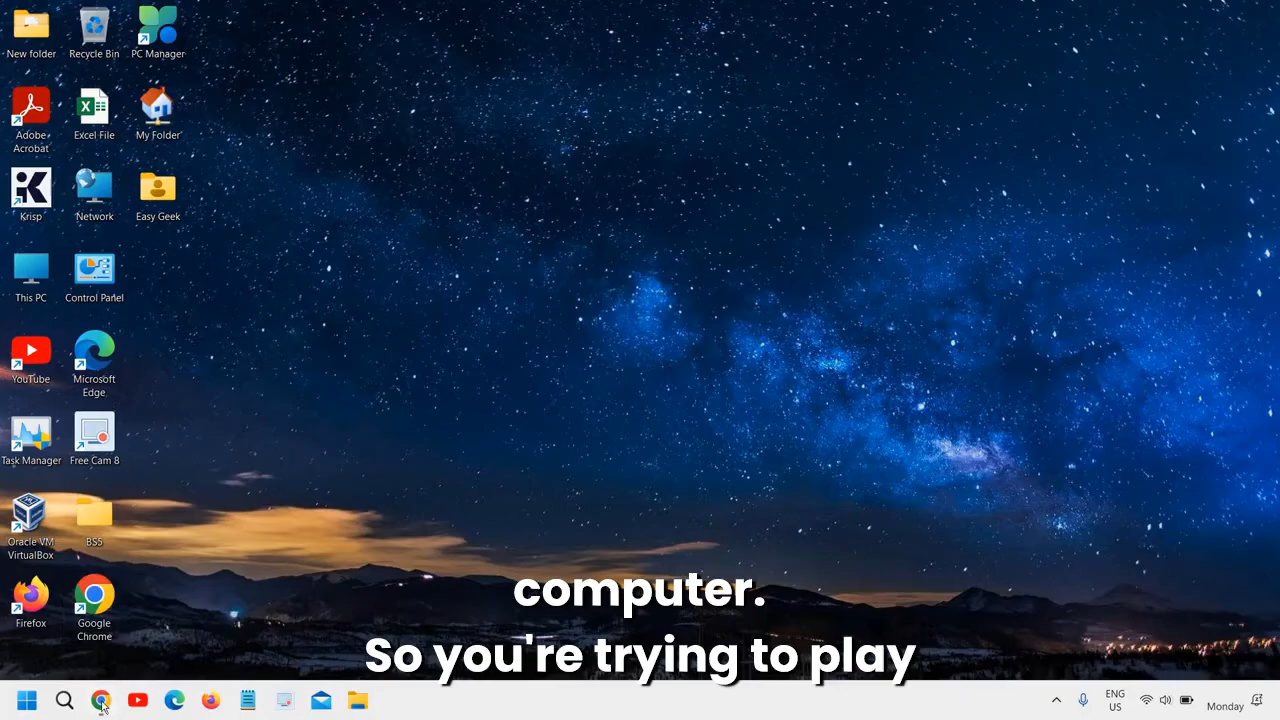 New folder
Recycle Bin
PC Manager
Adobe
Acrobat
Excel File
My Folder
Krisp
Network
Easy Geek
This PC
Control Panel
YouTube
Microsoft
Edge
Task Manager
Free Cam 8
Oracle VM
VirtualBox
BS5
Firefox
Google
Chrome
computer.
So you're trying to play
ENG
US
Monday